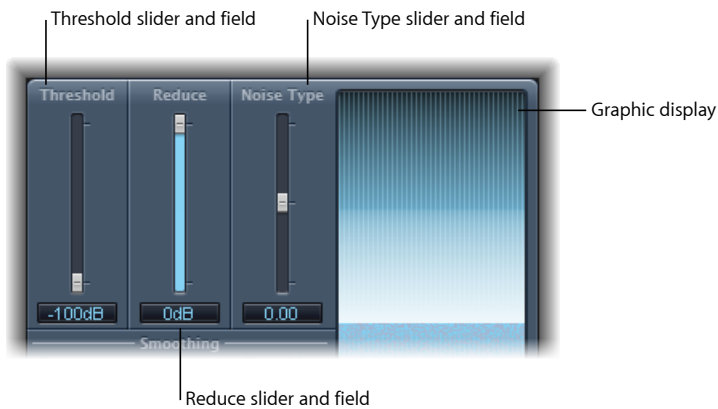 Threshold slider and field
Noise Type slider and field
Threshold
Reduce
Noise Type
Graphic display
-100dB
0dB
0.00
Smoothing
Reduce slider and field